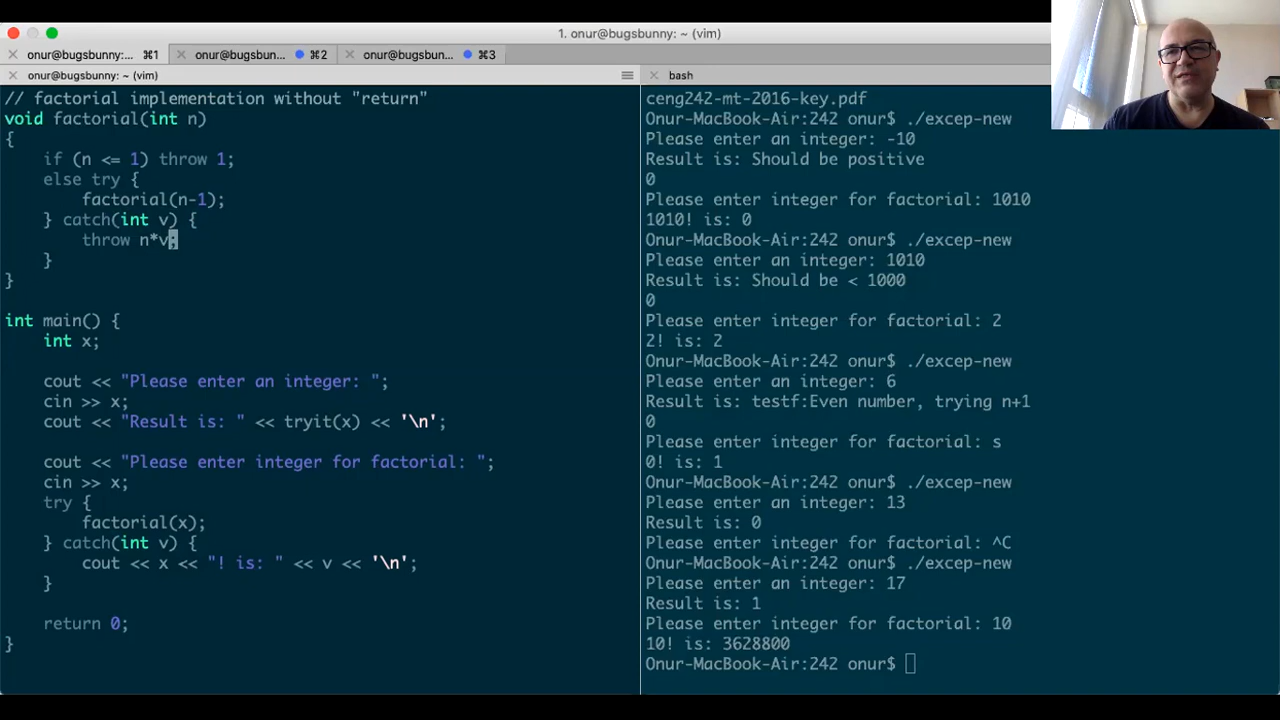 1. onur@bugsbunny: ~ (vim)
onur@bugsbunny:... ⌘1
onur@bugsbunny... ⌘2
onur@bugsbunny... ⌘3
onur@bugsbunny: ~ (vim)
// factorial implementation without "return"
void factorial(int n)
{
    if (n <= 1) throw 1;
    else try {
        factorial(n-1);
    } catch(int v) {
        throw n*v;
    }
}
int main() {
    int x;
    cout << "Please enter an integer: ";
    cin >> x;
    cout << "Result is: " << tryit(x) << '\n';
    cout << "Please enter integer for factorial: ";
    cin >> x;
    try {
        factorial(x);
    } catch(int v) {
        cout << x << "! is: " << v << '\n';
    }
    return 0;
}
bash
ceng242-mt-2016-key.pdf
Onur-MacBook-Air:242 onur$ ./excep-new
Please enter an integer: -10
Result is: Should be positive
0
Please enter integer for factorial: 1010
1010! is: 0
Onur-MacBook-Air:242 onur$ ./excep-new
Please enter an integer: 1010
Result is: Should be < 1000
0
Please enter integer for factorial: 2
2! is: 2
Onur-MacBook-Air:242 onur$ ./excep-new
Please enter an integer: 6
Result is: testf:Even number, trying n+1
0
Please enter integer for factorial: s
0! is: 1
Onur-MacBook-Air:242 onur$ ./excep-new
Please enter an integer: 13
Result is: 0
Please enter integer for factorial: ^C
Onur-MacBook-Air:242 onur$ ./excep-new
Please enter an integer: 17
Result is: 1
Please enter integer for factorial: 10
10! is: 3628800
Onur-MacBook-Air:242 onur$